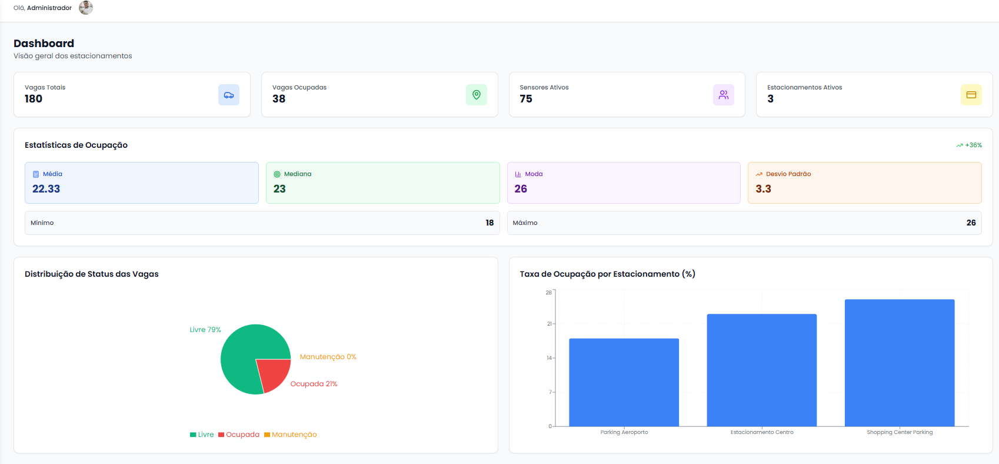 Olá, Administrador
Dashboard
Visão geral dos estacionamentos
Vagas Totais
180
Vagas Ocupadas
38
Sensores Ativos
75
Estacionamentos Ativos
3
Estatísticas de Ocupação
+36%
Média
22.33
Mediana
23
Moda
26
Desvio Padrão
3.3
Mínimo
18
Máximo
26
Distribuição de Status das Vagas
Livre 79%
Manutenção 0%
Ocupada 21%
Livre
Ocupada
Manutenção
Taxa de Ocupação por Estacionamento (%)
28
21
14
7
0
Parking Aeroporto
Estacionamento Centro
Shopping Center Parking